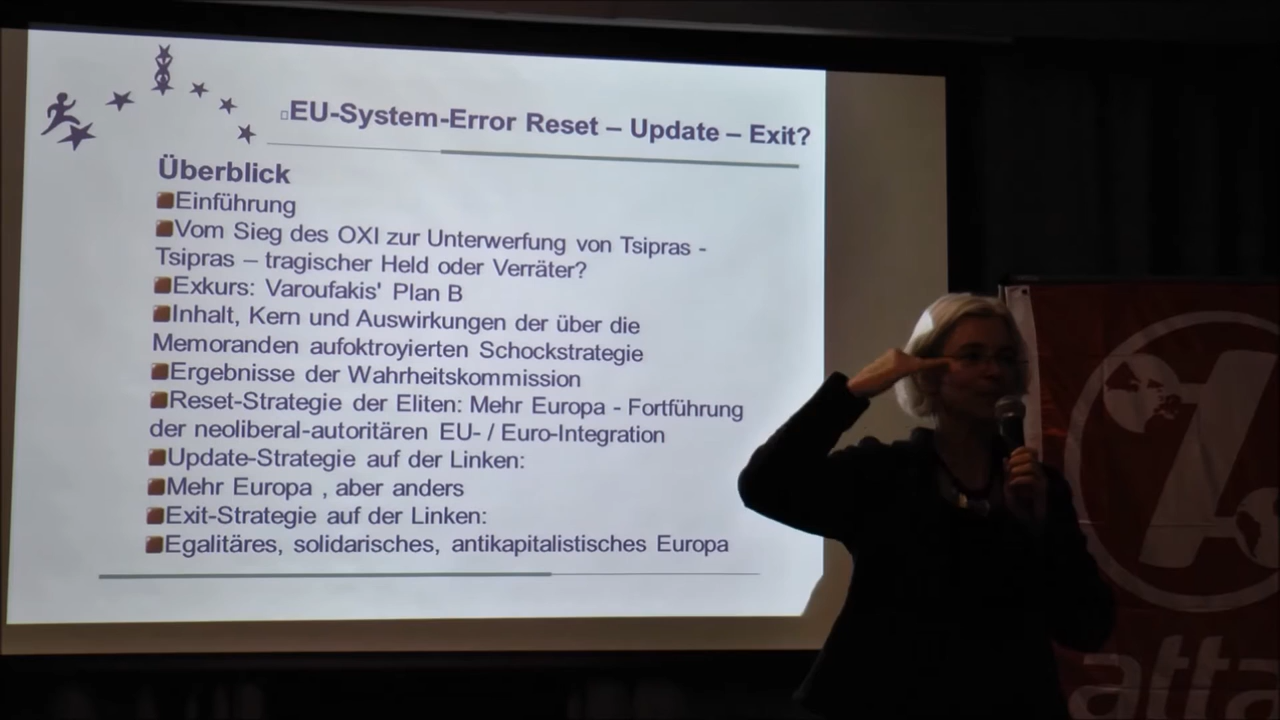 EU-System-Error Reset – Update – Exit?
Überblick
Einführung
Vom Sieg des OXI zur Unterwerfung von Tsipras -
Tsipras – tragischer Held oder Verräter?
Exkurs: Varoufakis' Plan B
Inhalt, Kern und Auswirkungen der über die
Memoranden aufoktroyierten Schockstrategie
Ergebnisse der Wahrheitskommission
Reset-Strategie der Eliten: Mehr Europa - Fortführung
der neoliberal-autoritären EU- / Euro-Integration
Update-Strategie auf der Linken:
Mehr Europa , aber anders
Exit-Strategie auf der Linken:
Egalitäres, solidarisches, antikapitalistisches Europa
atta